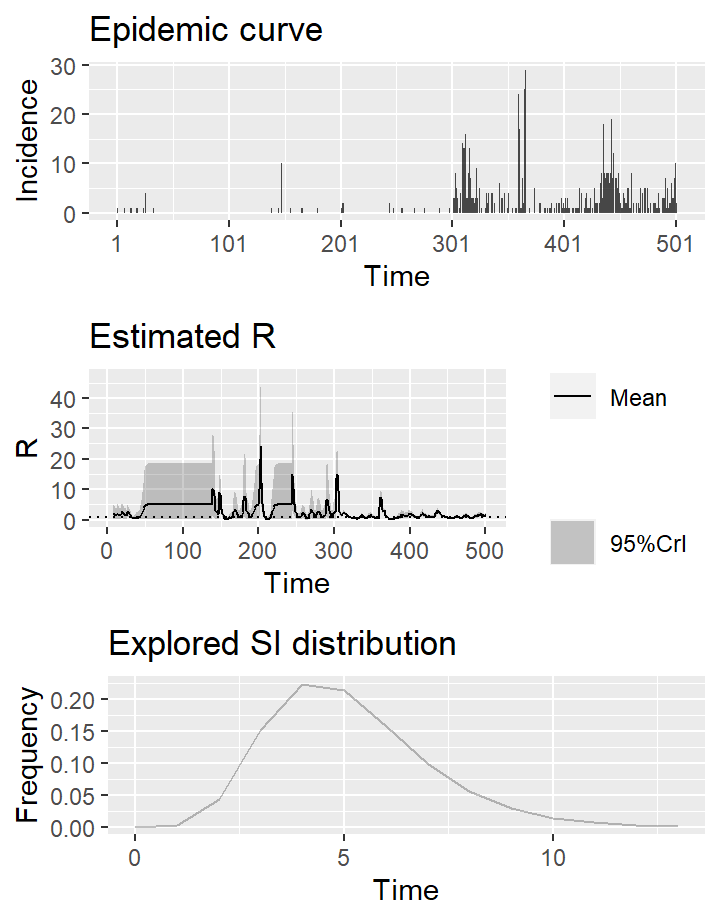 Epidemic curve
Incidence
30
20
10
0
1 101 201 301 401 501
Time
Estimated R
R
40
30
20
10
0
0 100 200 300 400 500
Time
Mean
95%CrI
Explored SI distribution
Frequency
0.20
0.15
0.10
0.05
0.00
0 5 10
Time